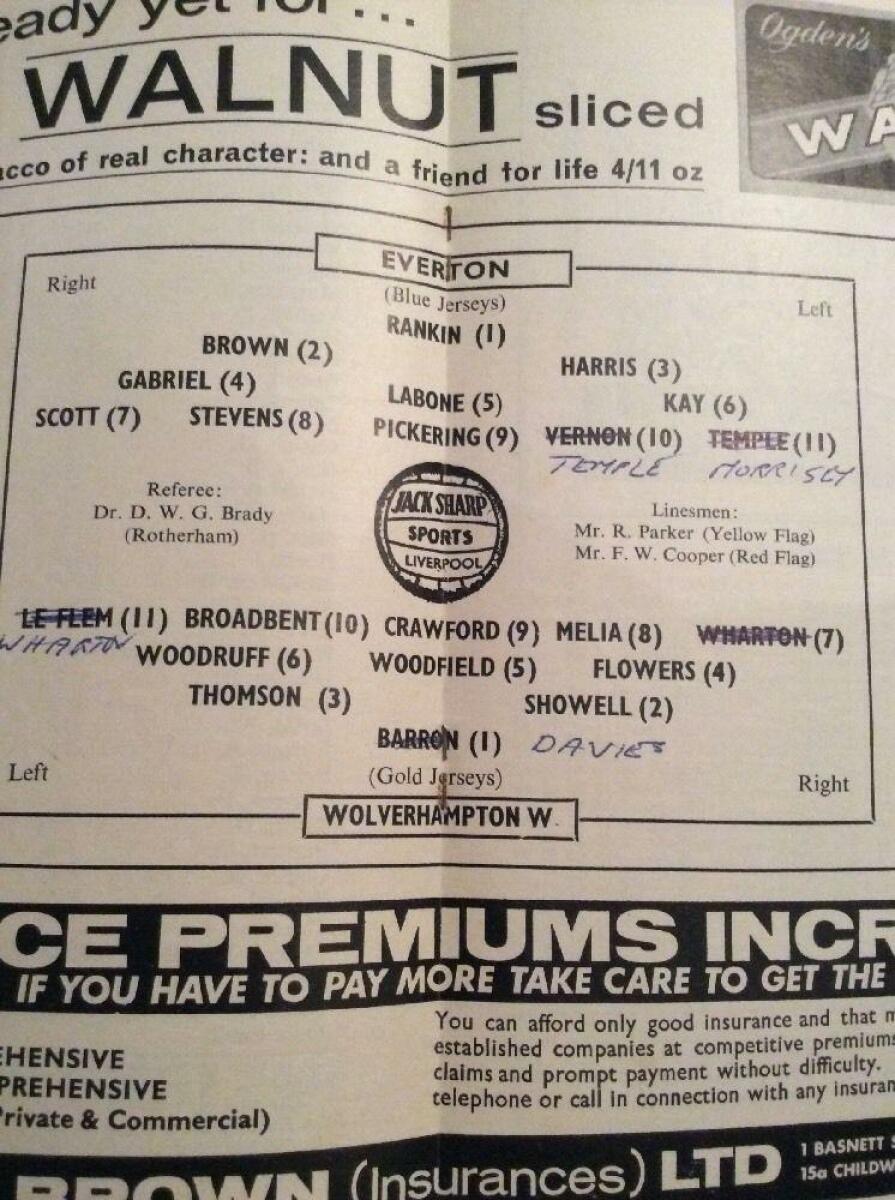 eady yet for ...
WALNUT sliced
acco of real character: and a friend for life 4/11 oz
Ogden's
WA
EVERTON
(Blue Jerseys)
Right
Left
RANKIN (1)
BROWN (2)
HARRIS (3)
GABRIEL (4)
LABONE (5)
KAY (6)
SCOTT (7) STEVENS (8) PICKERING (9) VERNON (10) TEMPLE (11)
TEMPLE MORRISEY
Referee:
Dr. D. W. G. Brady
(Rotherham)
JACK SHARP
SPORTS
LIVERPOOL
Linesmen:
Mr. R. Parker (Yellow Flag)
Mr. F. W. Cooper (Red Flag)
LE FLEM (11) BROADBENT (10) CRAWFORD (9) MELIA (8) WHARTON (7)
WHARTON
WOODRUFF (6) WOODFIELD (5) FLOWERS (4)
THOMSON (3) SHOWELL (2)
BARRON (1) DAVIES
Left
(Gold Jerseys)
Right
WOLVERHAMPTON W.
CE PREMIUMS INCR
IF YOU HAVE TO PAY MORE TAKE CARE TO GET THE
EHENSIVE
PREHENSIVE
Private & Commercial)
You can afford only good insurance and that m
established companies at competitive premiums
claims and prompt payment without difficulty.
telephone or call in connection with any insuran
BROWN (Insurances) LTD
1 BASNETT S
15a CHILDW